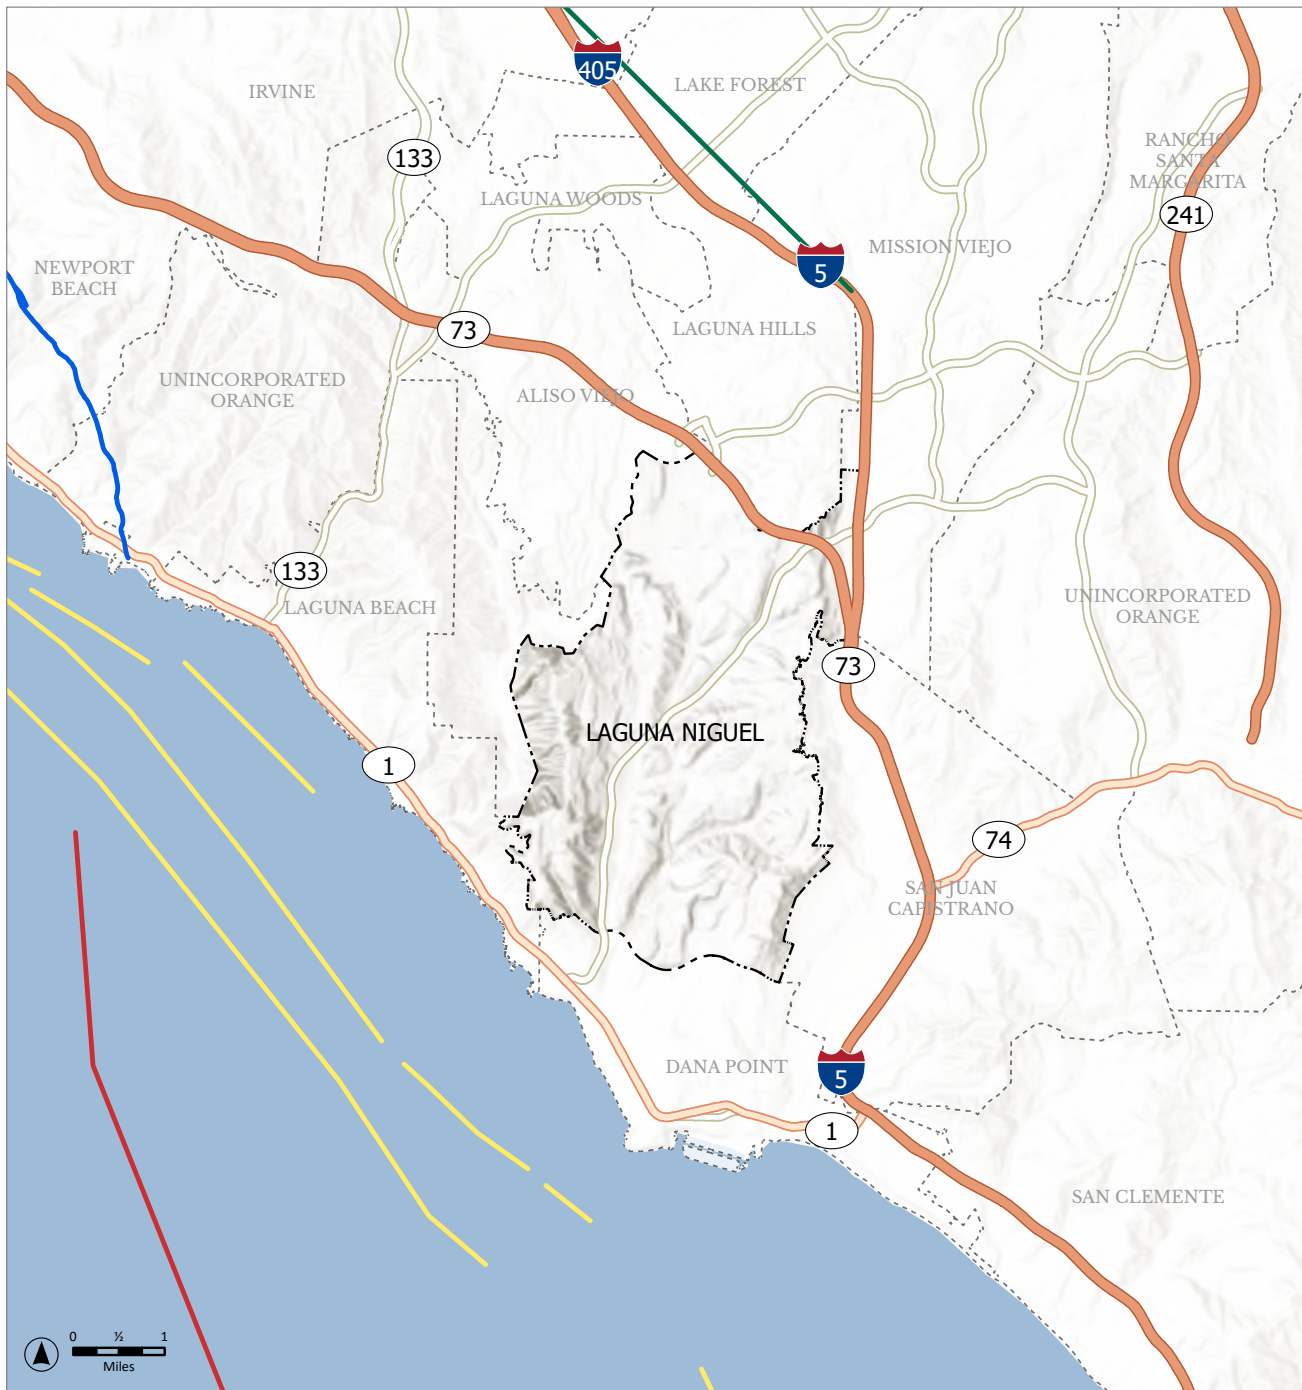 405
LAKE FOREST
IRVINE
133
RANCHO
SANTA
MARGARITA
LAGUNA WOODS
241
MISSION VIEJO
NEWPORT
BEACH
5
73
LAGUNA HILLS
UNINCORPORATED
ORANGE
ALISO VIEJO
133
LAGUNA BEACH
UNINCORPORATED
ORANGE
73
LAGUNA NIGUEL
1
74
SAN JUAN
CAPISTRANO
DANA POINT
5
1
SAN CLEMENTE
0 ½ 1
Miles